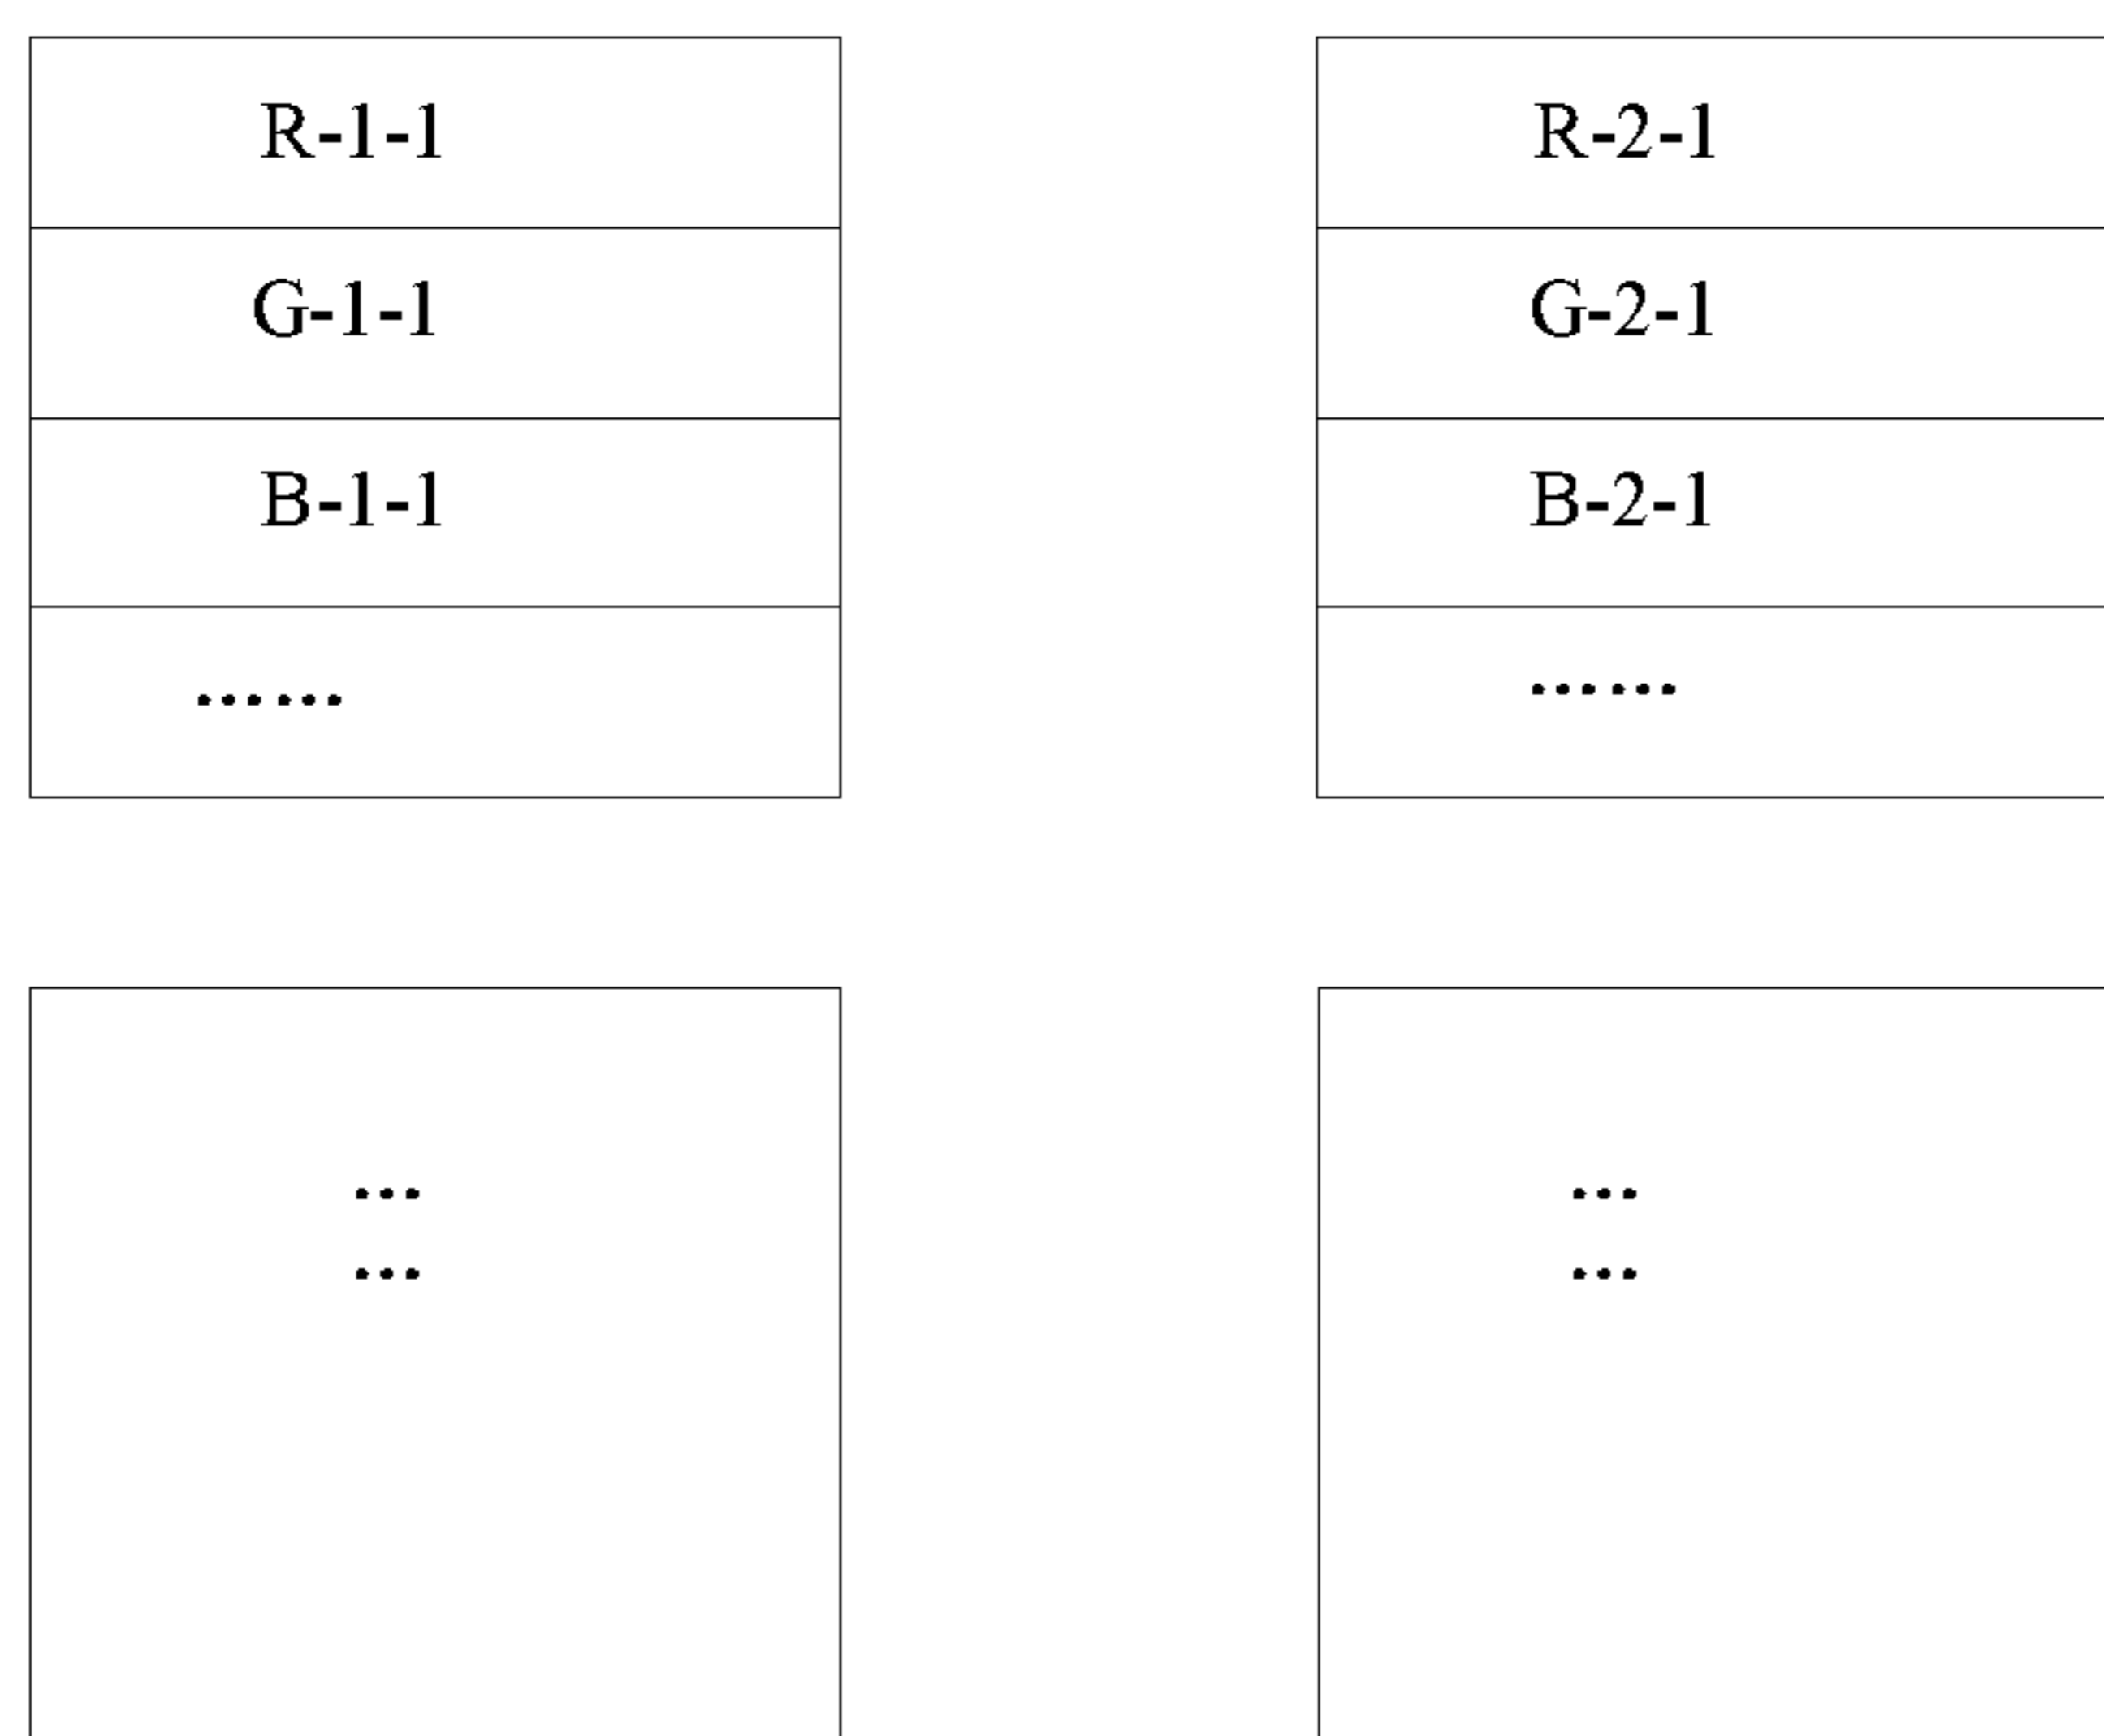 R-1-1
G-1-1
B-1-1
……
R-2-1
G-2-1
B-2-1
……
…
…
…
…